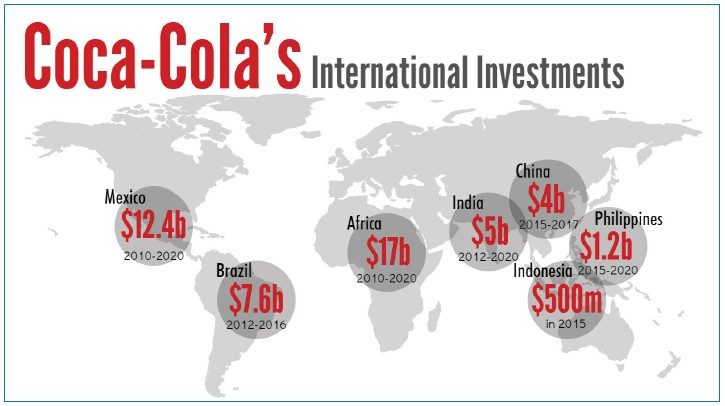 Coca-Cola's International Investments
Mexico
$12.4b
2010-2020
Brazil
$7.6b
2012-2016
Africa
$17b
2010-2020
India
$5b
2012-2020
China
$4b
2015-2017
Philippines
$1.2b
2015-2020
Indonesia
$500m
in 2015